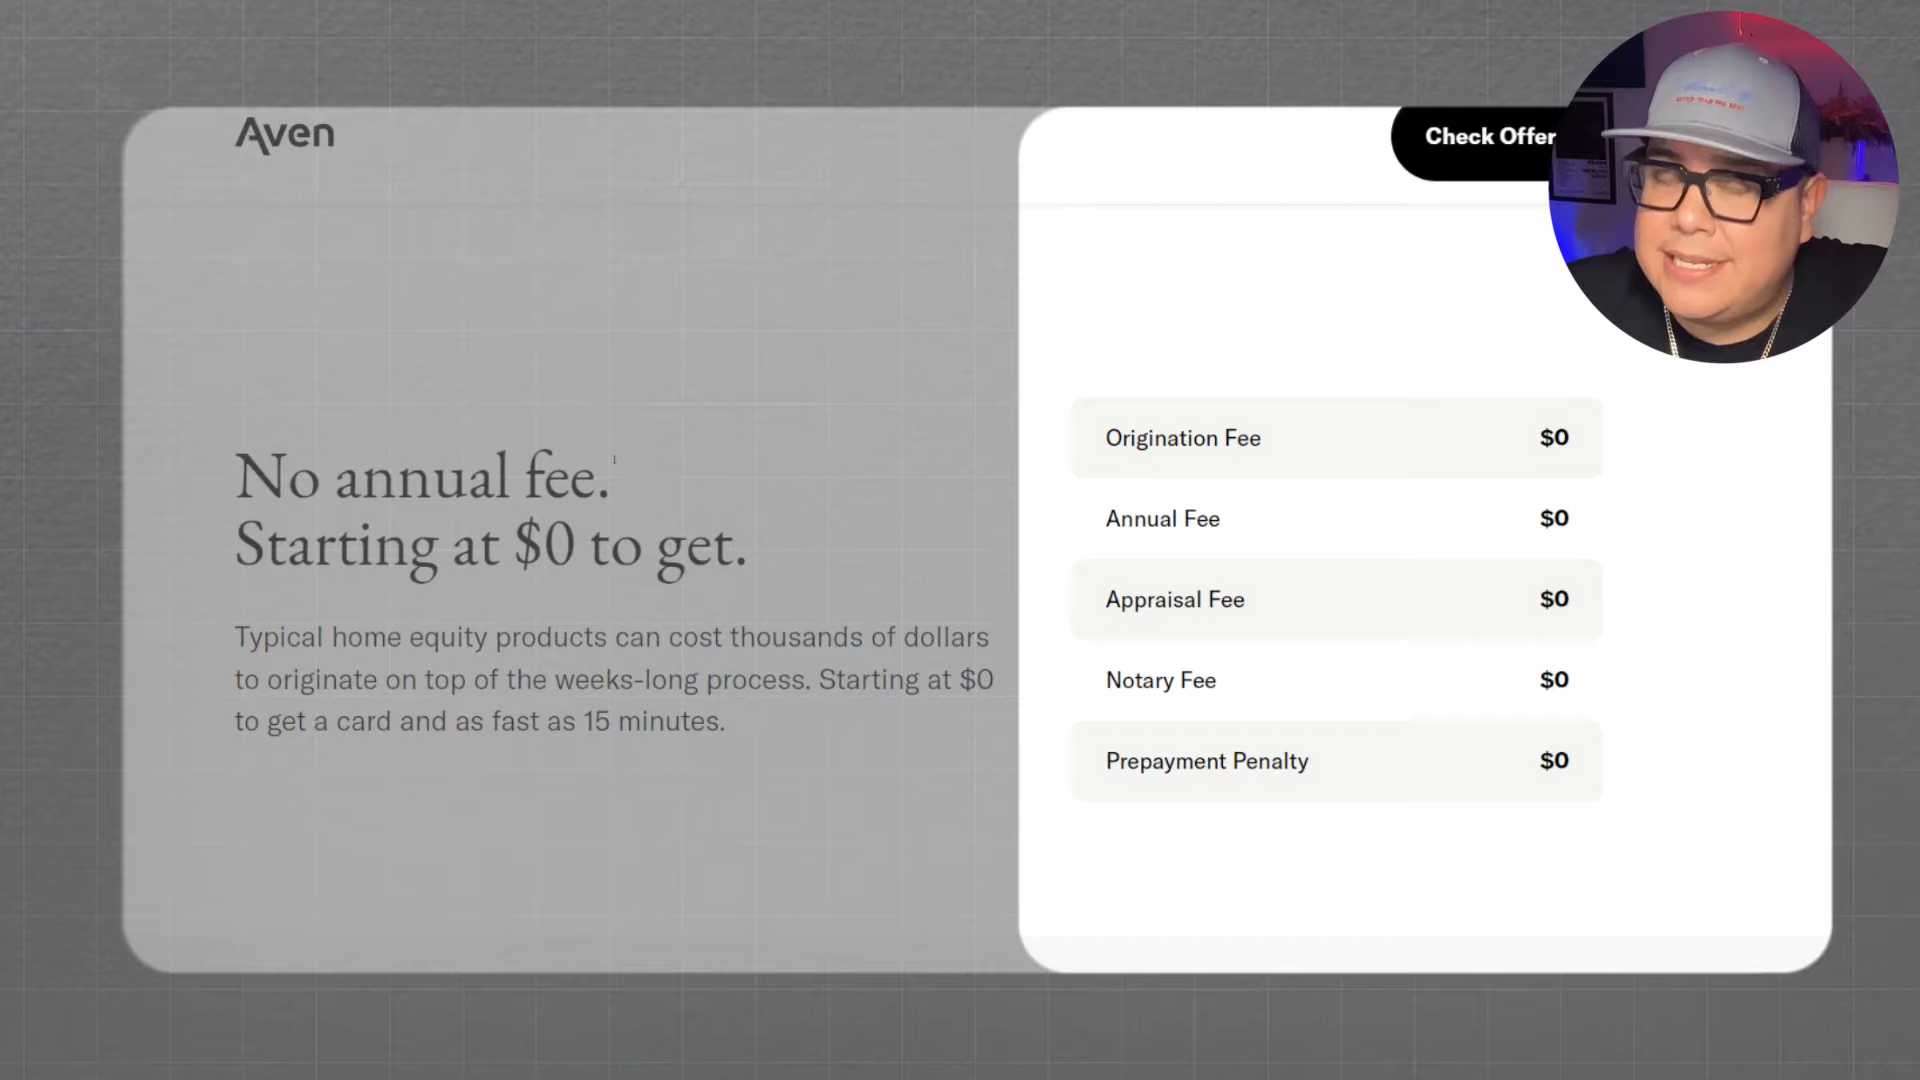 Aven
Check Offer
No annual fee.¹
Starting at $0 to get.
Typical home equity products can cost thousands of dollars
to originate on top of the weeks-long process. Starting at $0
to get a card and as fast as 15 minutes.
Origination Fee $0
Annual Fee $0
Appraisal Fee $0
Notary Fee $0
Prepayment Penalty $0